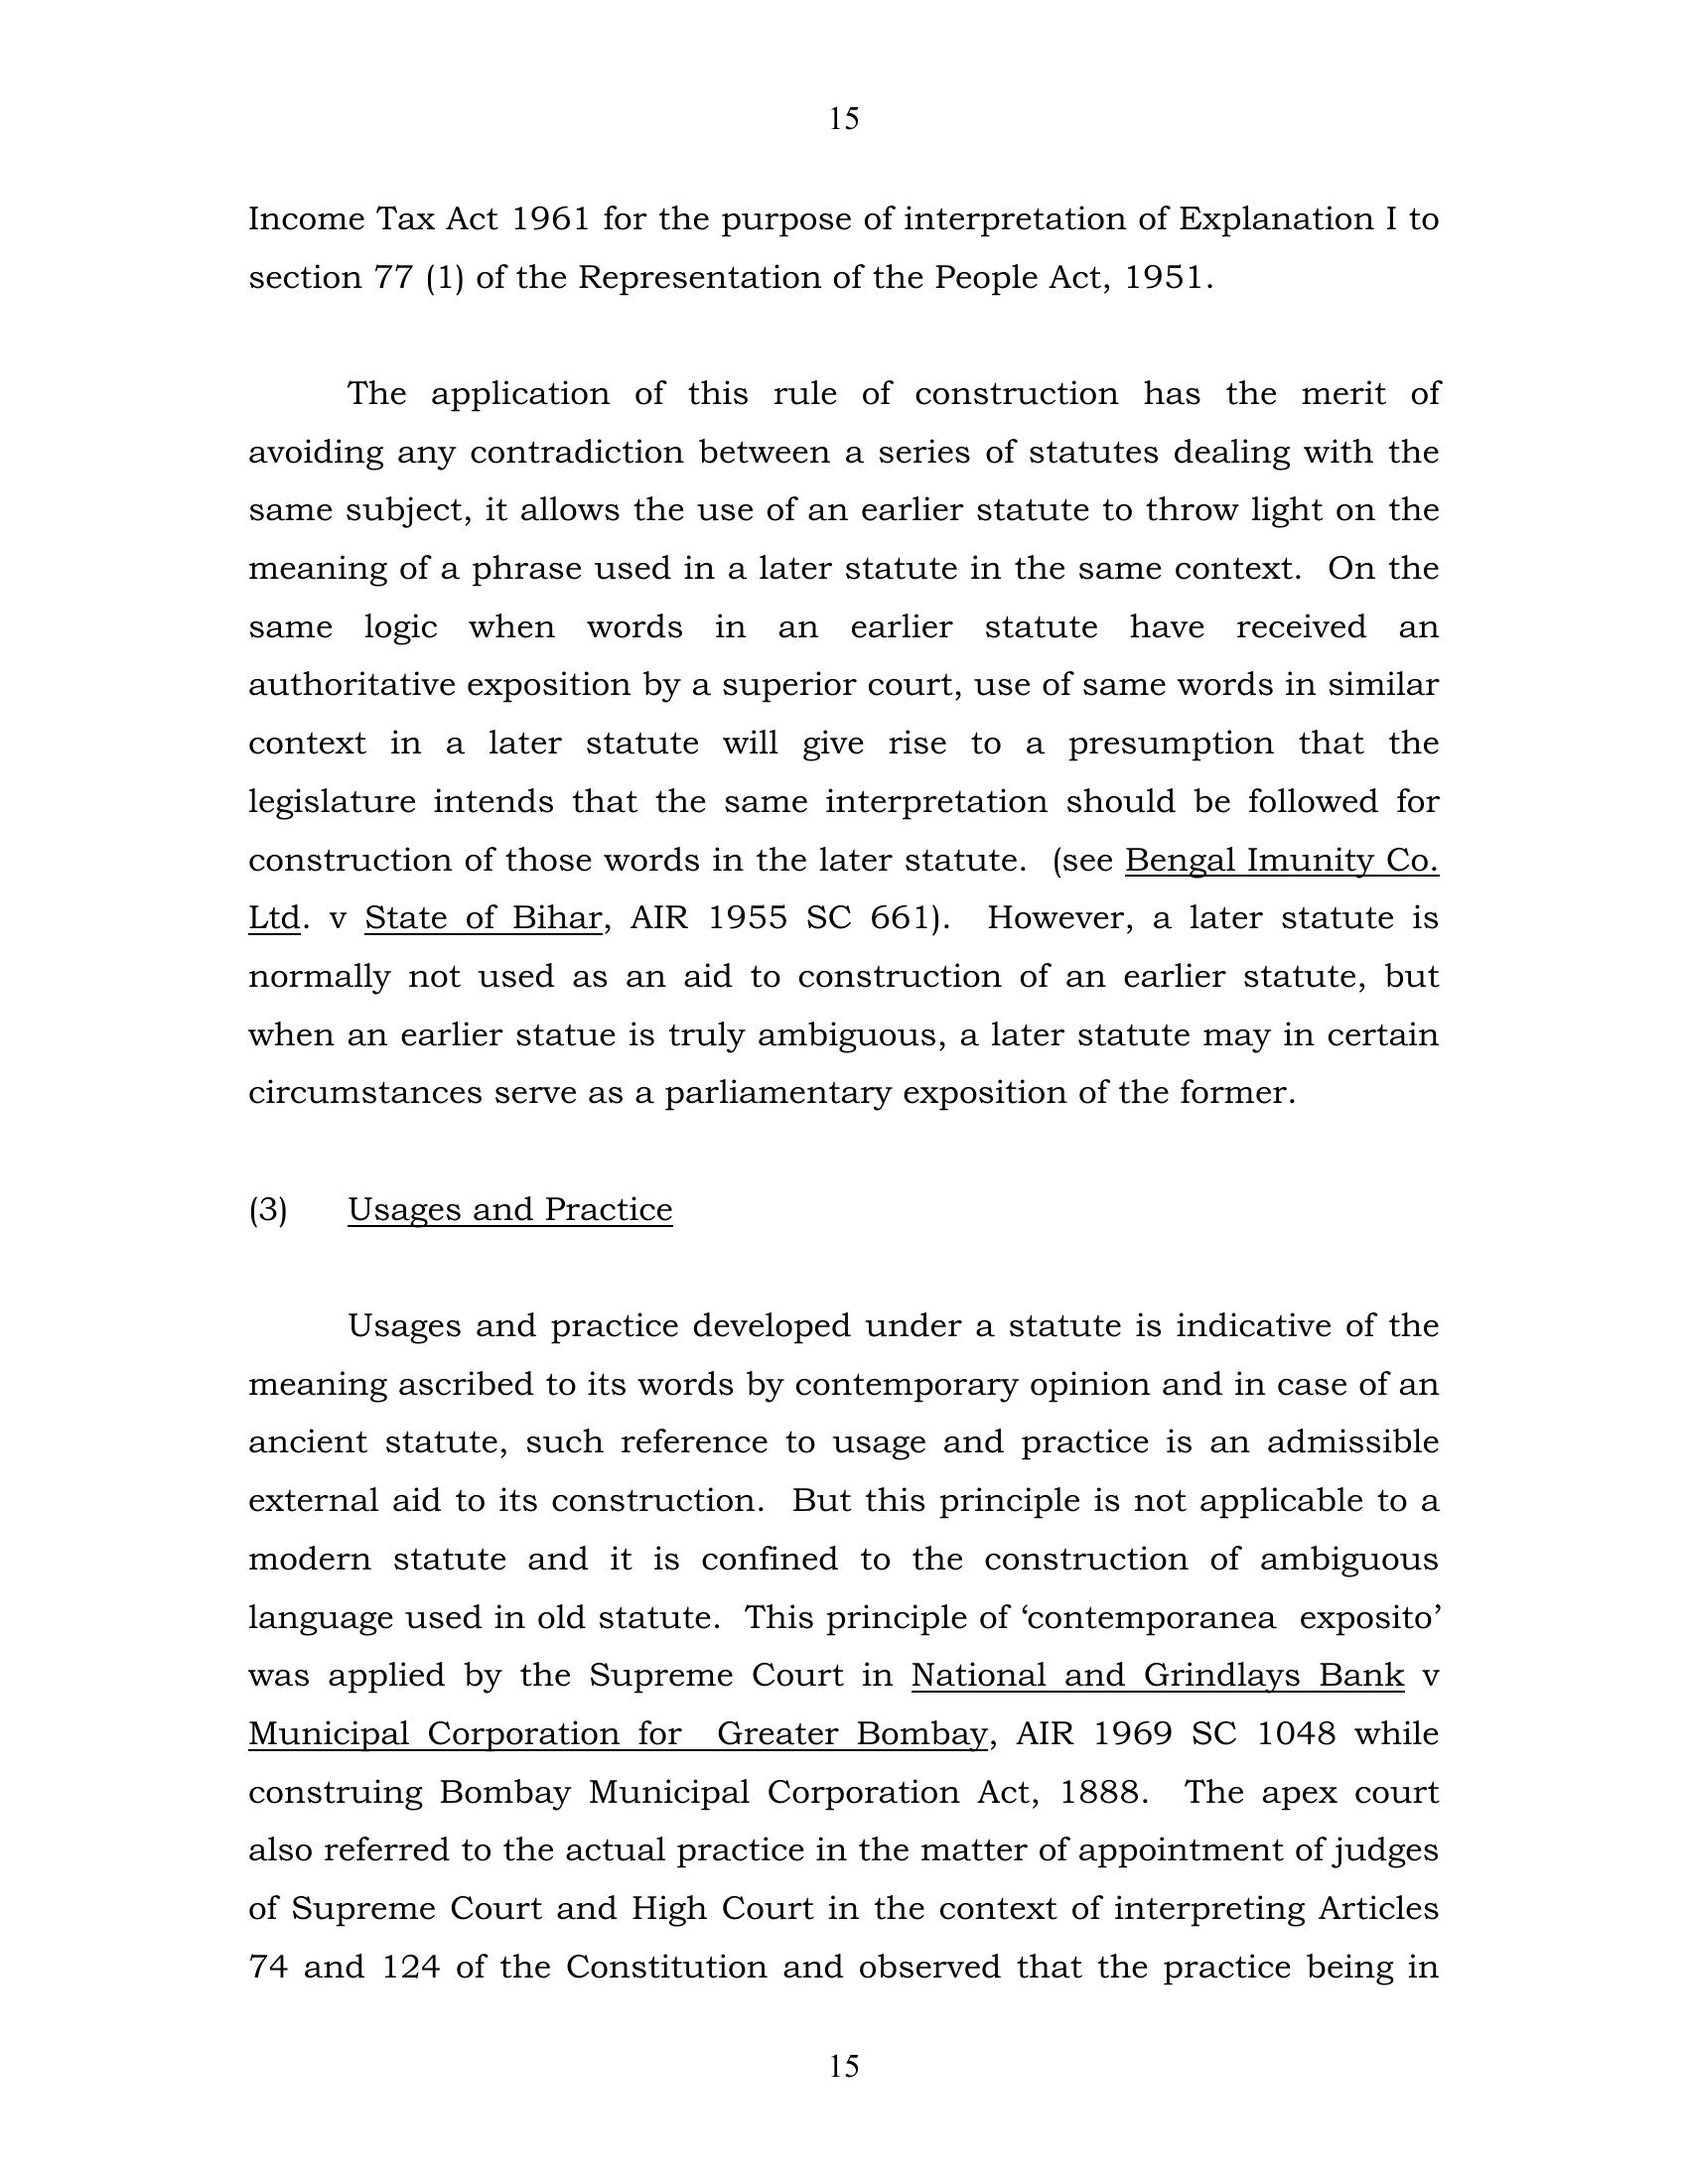 15
Income Tax Act 1961 for the purpose of interpretation of Explanation I to
section 77 (1) of the Representation of the People Act, 1951.
The application of this rule of construction has the merit of
avoiding any contradiction between a series of statutes dealing with the
same subject, it allows the use of an earlier statute to throw light on the
meaning of a phrase used in a later statute in the same context. On the
same logic when words in an earlier statute have received an
authoritative exposition by a superior court, use of same words in similar
context in a later statute will give rise to a presumption that the
legislature intends that the same interpretation should be followed for
construction of those words in the later statute. (see Bengal Imunity Co.
Ltd. v State of Bihar, AIR 1955 SC 661). However, a later statute is
normally not used as an aid to construction of an earlier statute, but
when an earlier statue is truly ambiguous, a later statute may in certain
circumstances serve as a parliamentary exposition of the former.
(3) Usages and Practice
Usages and practice developed under a statute is indicative of the
meaning ascribed to its words by contemporary opinion and in case of an
ancient statute, such reference to usage and practice is an admissible
external aid to its construction. But this principle is not applicable to a
modern statute and it is confined to the construction of ambiguous
language used in old statute. This principle of ‘contemporanea exposito’
was applied by the Supreme Court in National and Grindlays Bank v
Municipal Corporation for Greater Bombay, AIR 1969 SC 1048 while
construing Bombay Municipal Corporation Act, 1888. The apex court
also referred to the actual practice in the matter of appointment of judges
of Supreme Court and High Court in the context of interpreting Articles
74 and 124 of the Constitution and observed that the practice being in
15